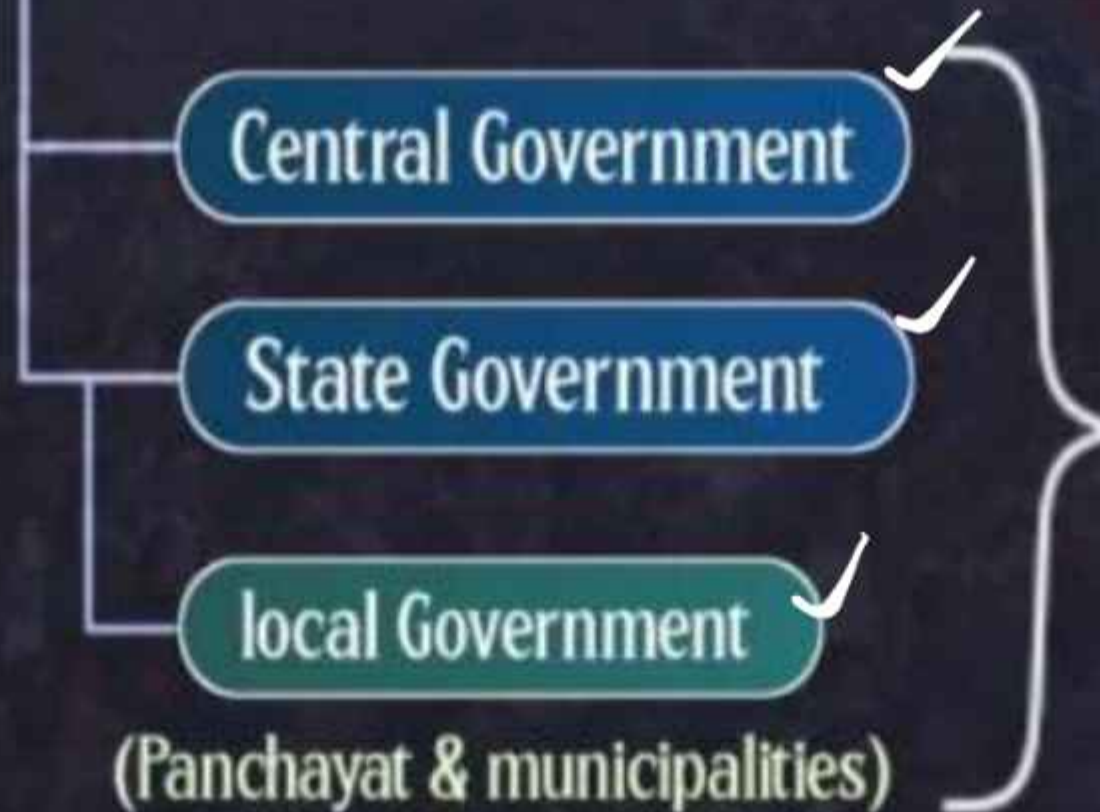 Central Government
State Government
local Government
(Panchayat & municipalities)